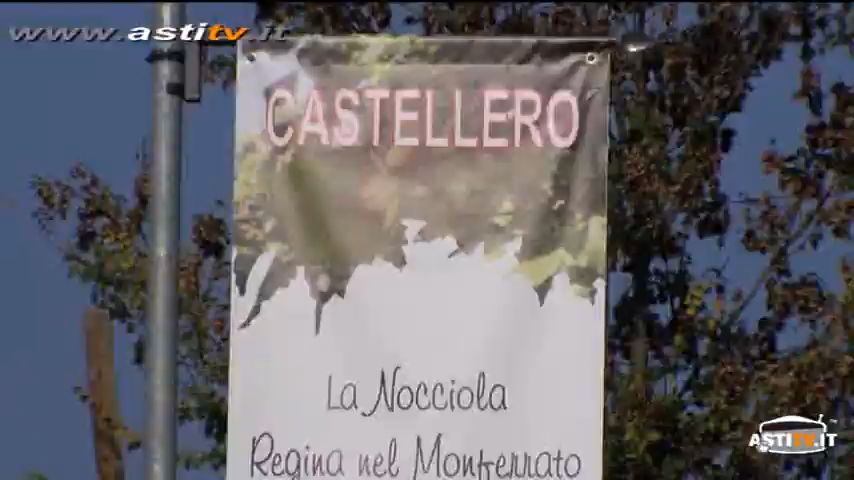 www.astitv.it
CASTELLERO
La Nocciola
Regina nel Monferrato
ASTITV.IT